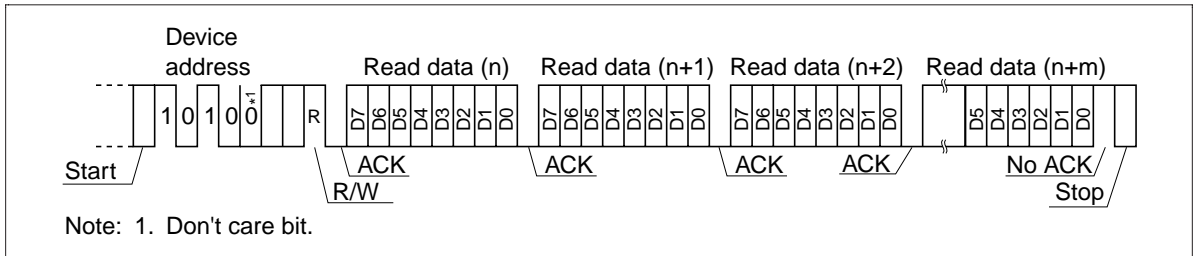 Device
address
Read data (n) Read data (n+1) Read data (n+2) Read data (n+m)
1 0 1 0 0 *1 R D7 D6 D5 D4 D3 D2 D1 D0 D7 D6 D5 D4 D3 D2 D1 D0 D7 D6 D5 D4 D3 D2 D1 D0 D5 D4 D3 D2 D1 D0
Start ACK ACK ACK ACK No ACK
R/W Stop
Note: 1. Don't care bit.